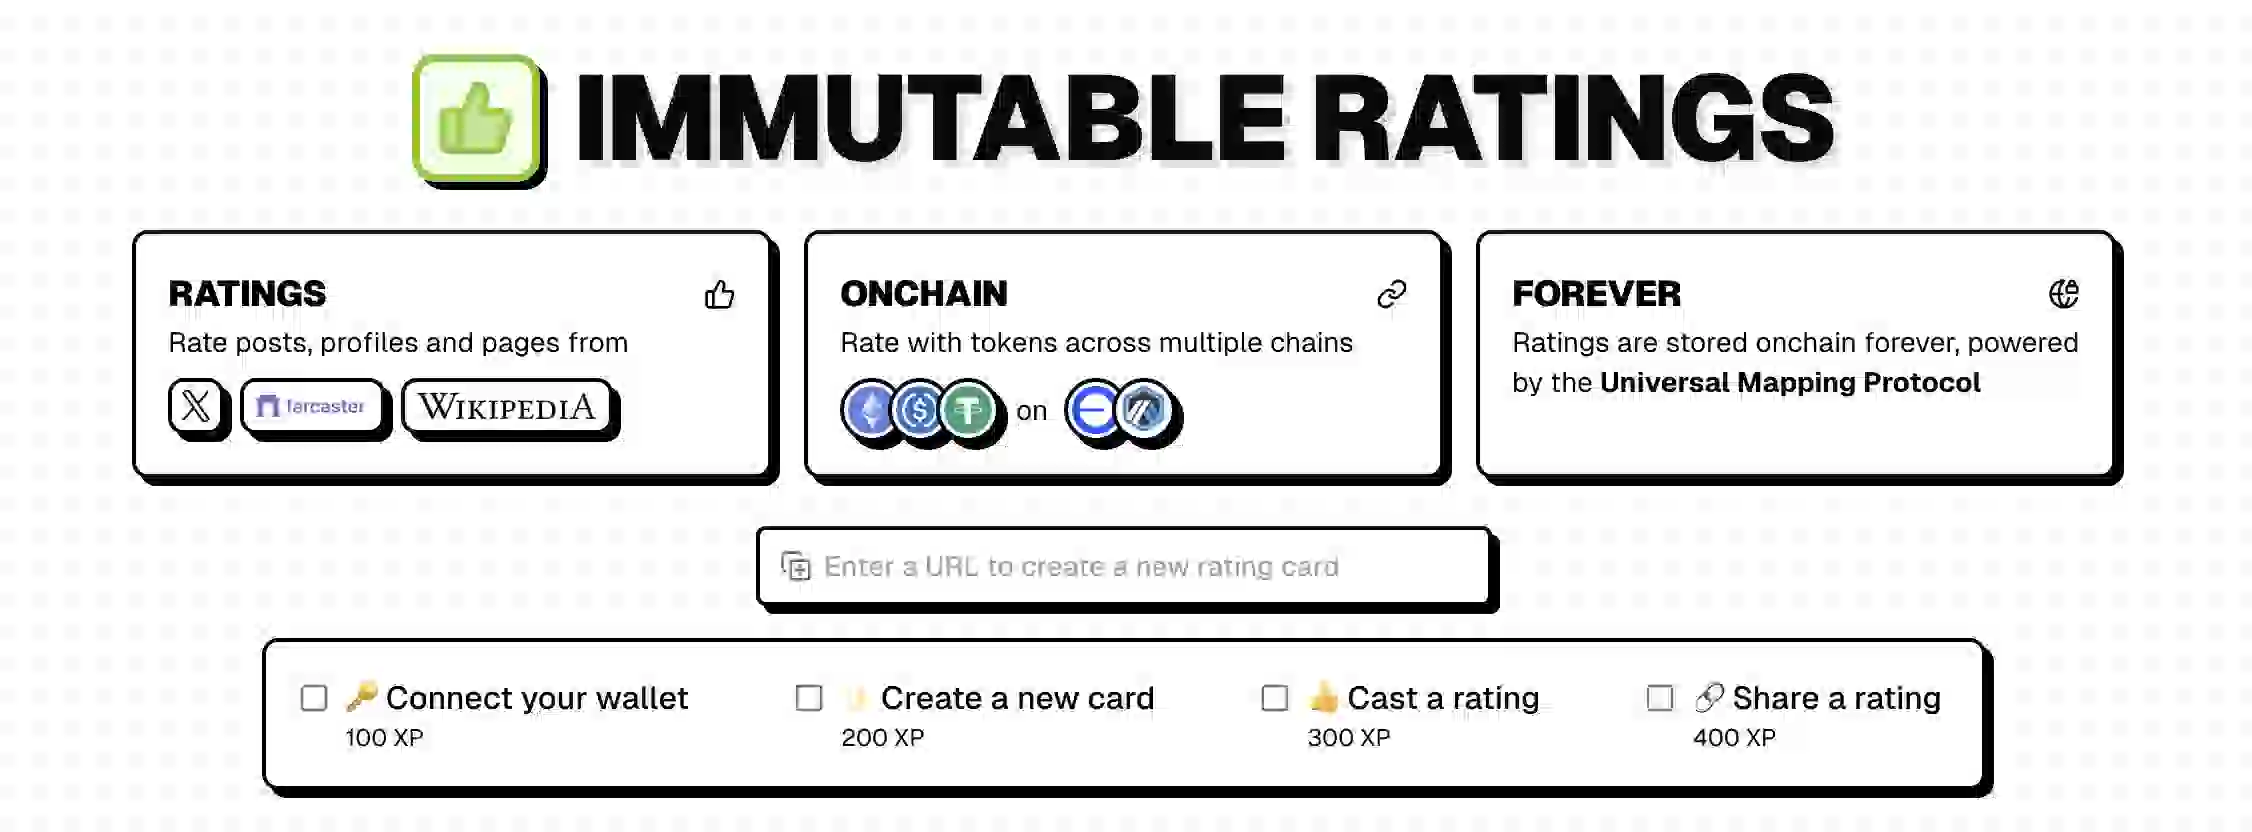 IMMUTABLE RATINGS
RATINGS
Rate posts, profiles and pages from
X farcaster WIKIPEDIA
ONCHAIN
Rate with tokens across multiple chains
on
FOREVER
Ratings are stored onchain forever, powered
by the Universal Mapping Protocol
Enter a URL to create a new rating card
Connect your wallet
100 XP
Create a new card
200 XP
Cast a rating
300 XP
Share a rating
400 XP